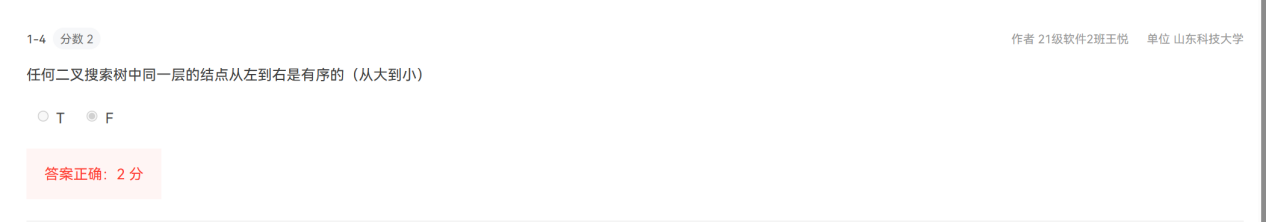 1-4 分数 2 作者 21级软件2班王悦 单位 山东科技大学
任何二叉搜索树中同一层的结点从左到右是有序的（从大到小）
T F
答案正确：2 分